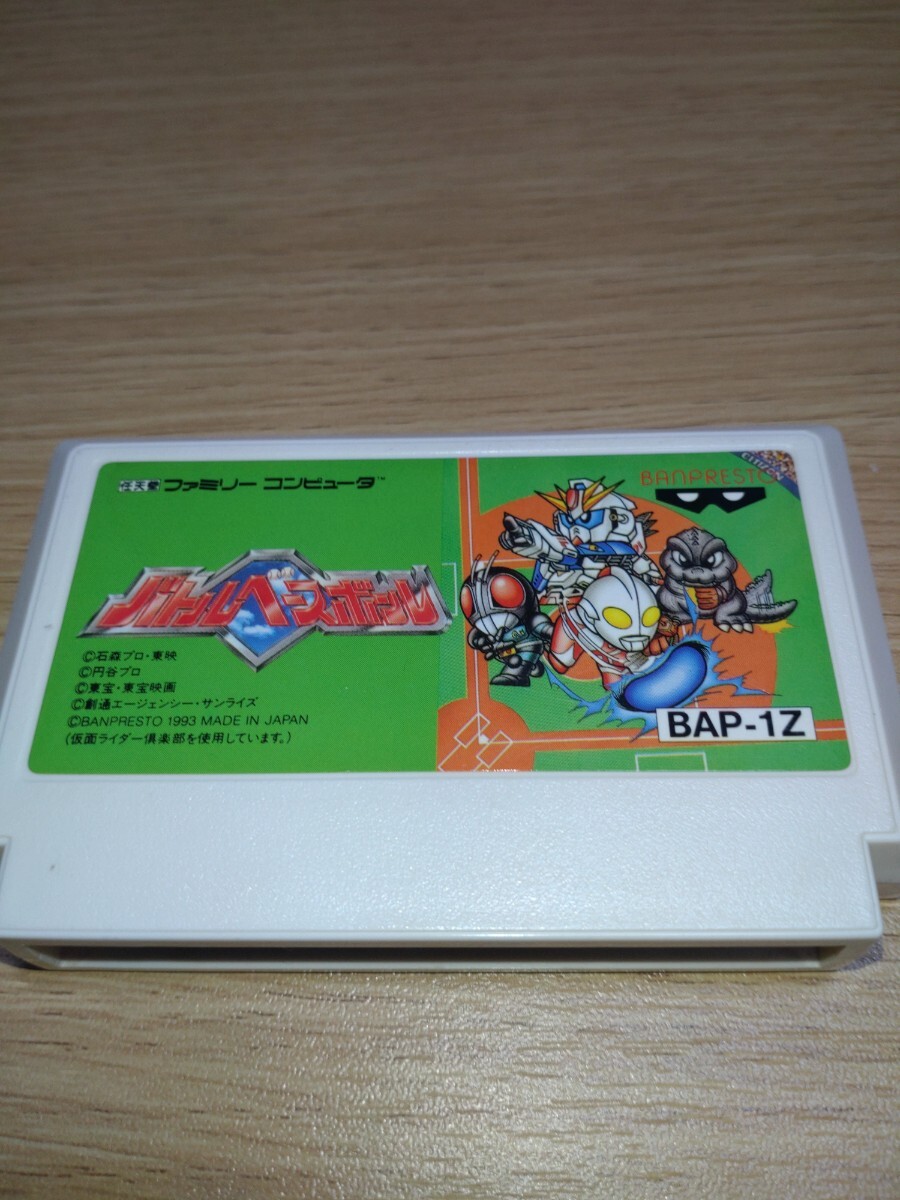 任天堂 ファミリー コンピュータ™
BANPRESTO
バトルベースボール
©石森プロ・東映
©円谷プロ
©東宝・東宝映画
©創通エージェンシー・サンライズ
©BANPRESTO 1993 MADE IN JAPAN
(仮面ライダー倶楽部を使用しています。)
BAP-1Z